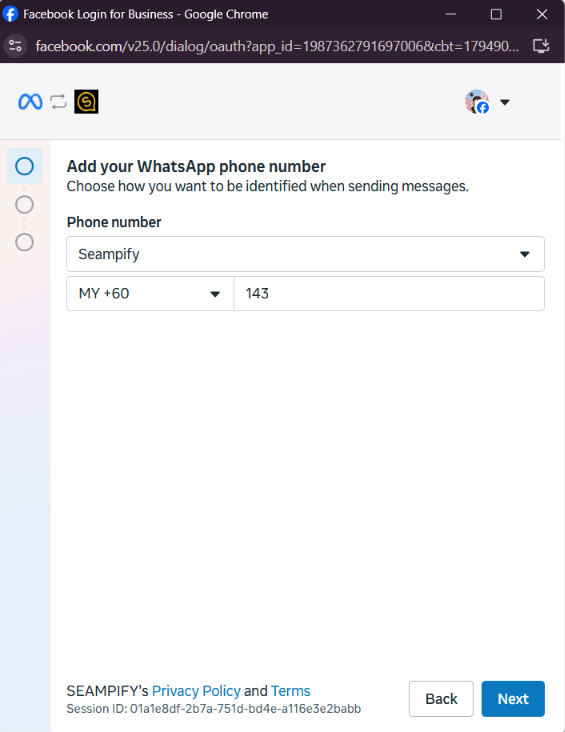 Facebook Login for Business - Google Chrome
facebook.com/v25.0/dialog/oauth?app_id=1987362791697006&cbt=179490...
Add your WhatsApp phone number
Choose how you want to be identified when sending messages.
Phone number
Seampify
MY +60 143
SEAMPIFY's Privacy Policy and Terms
Session ID: 01a1e8df-2b7a-751d-bd4e-a116e3e2babb
Back Next